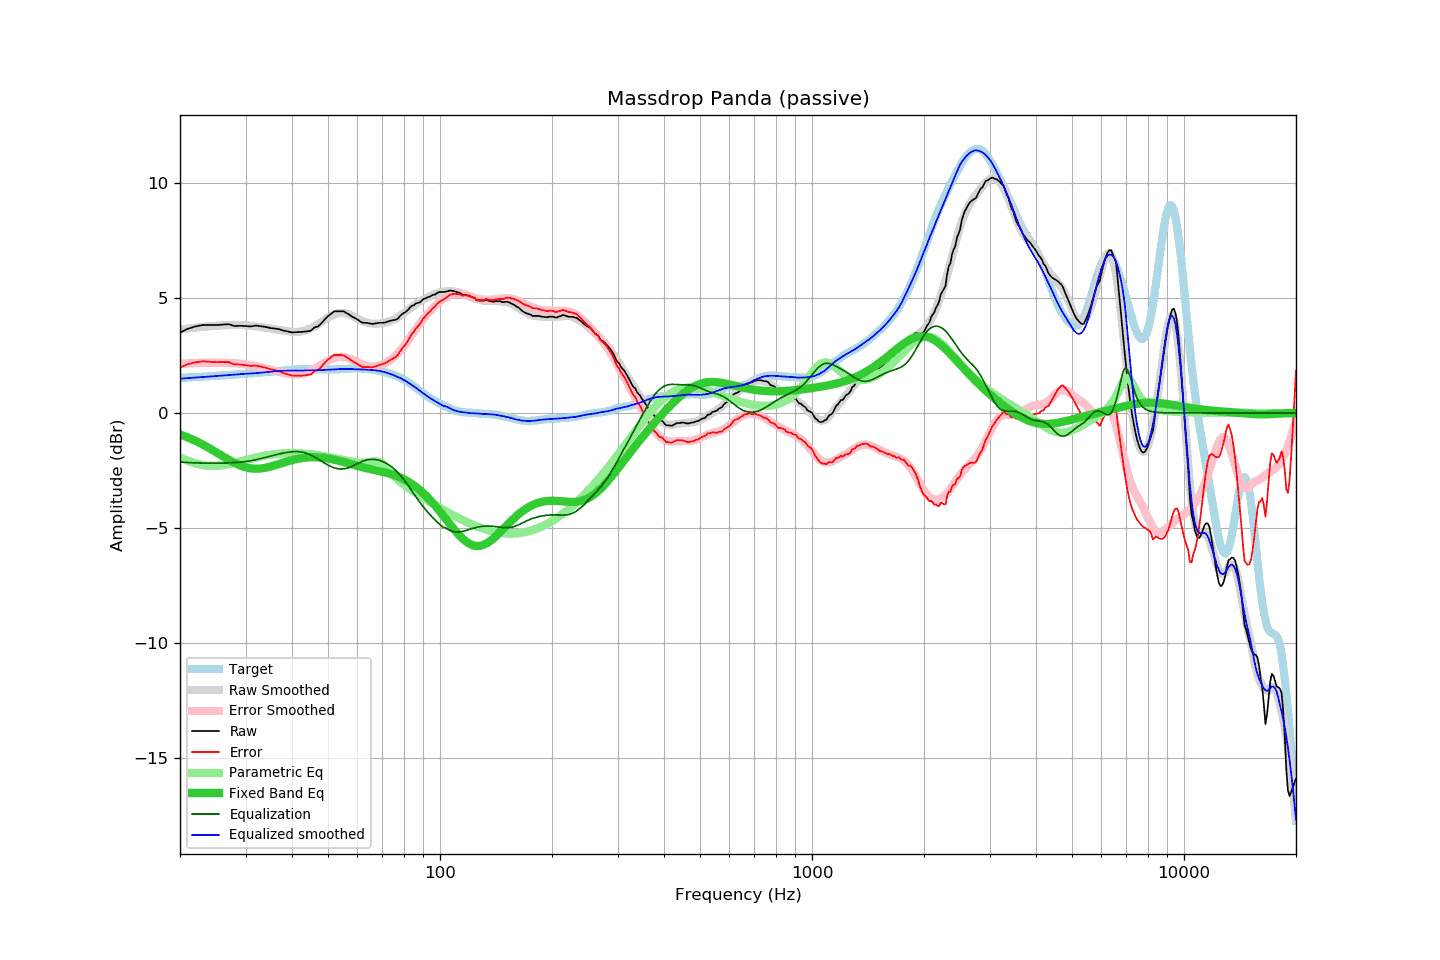 Massdrop Panda (passive)
10
5
0
−5
−10
−15
Amplitude (dBr)
Target
Raw Smoothed
Error Smoothed
Raw
Error
Parametric Eq
Fixed Band Eq
Equalization
Equalized smoothed
100 1000 10000
Frequency (Hz)